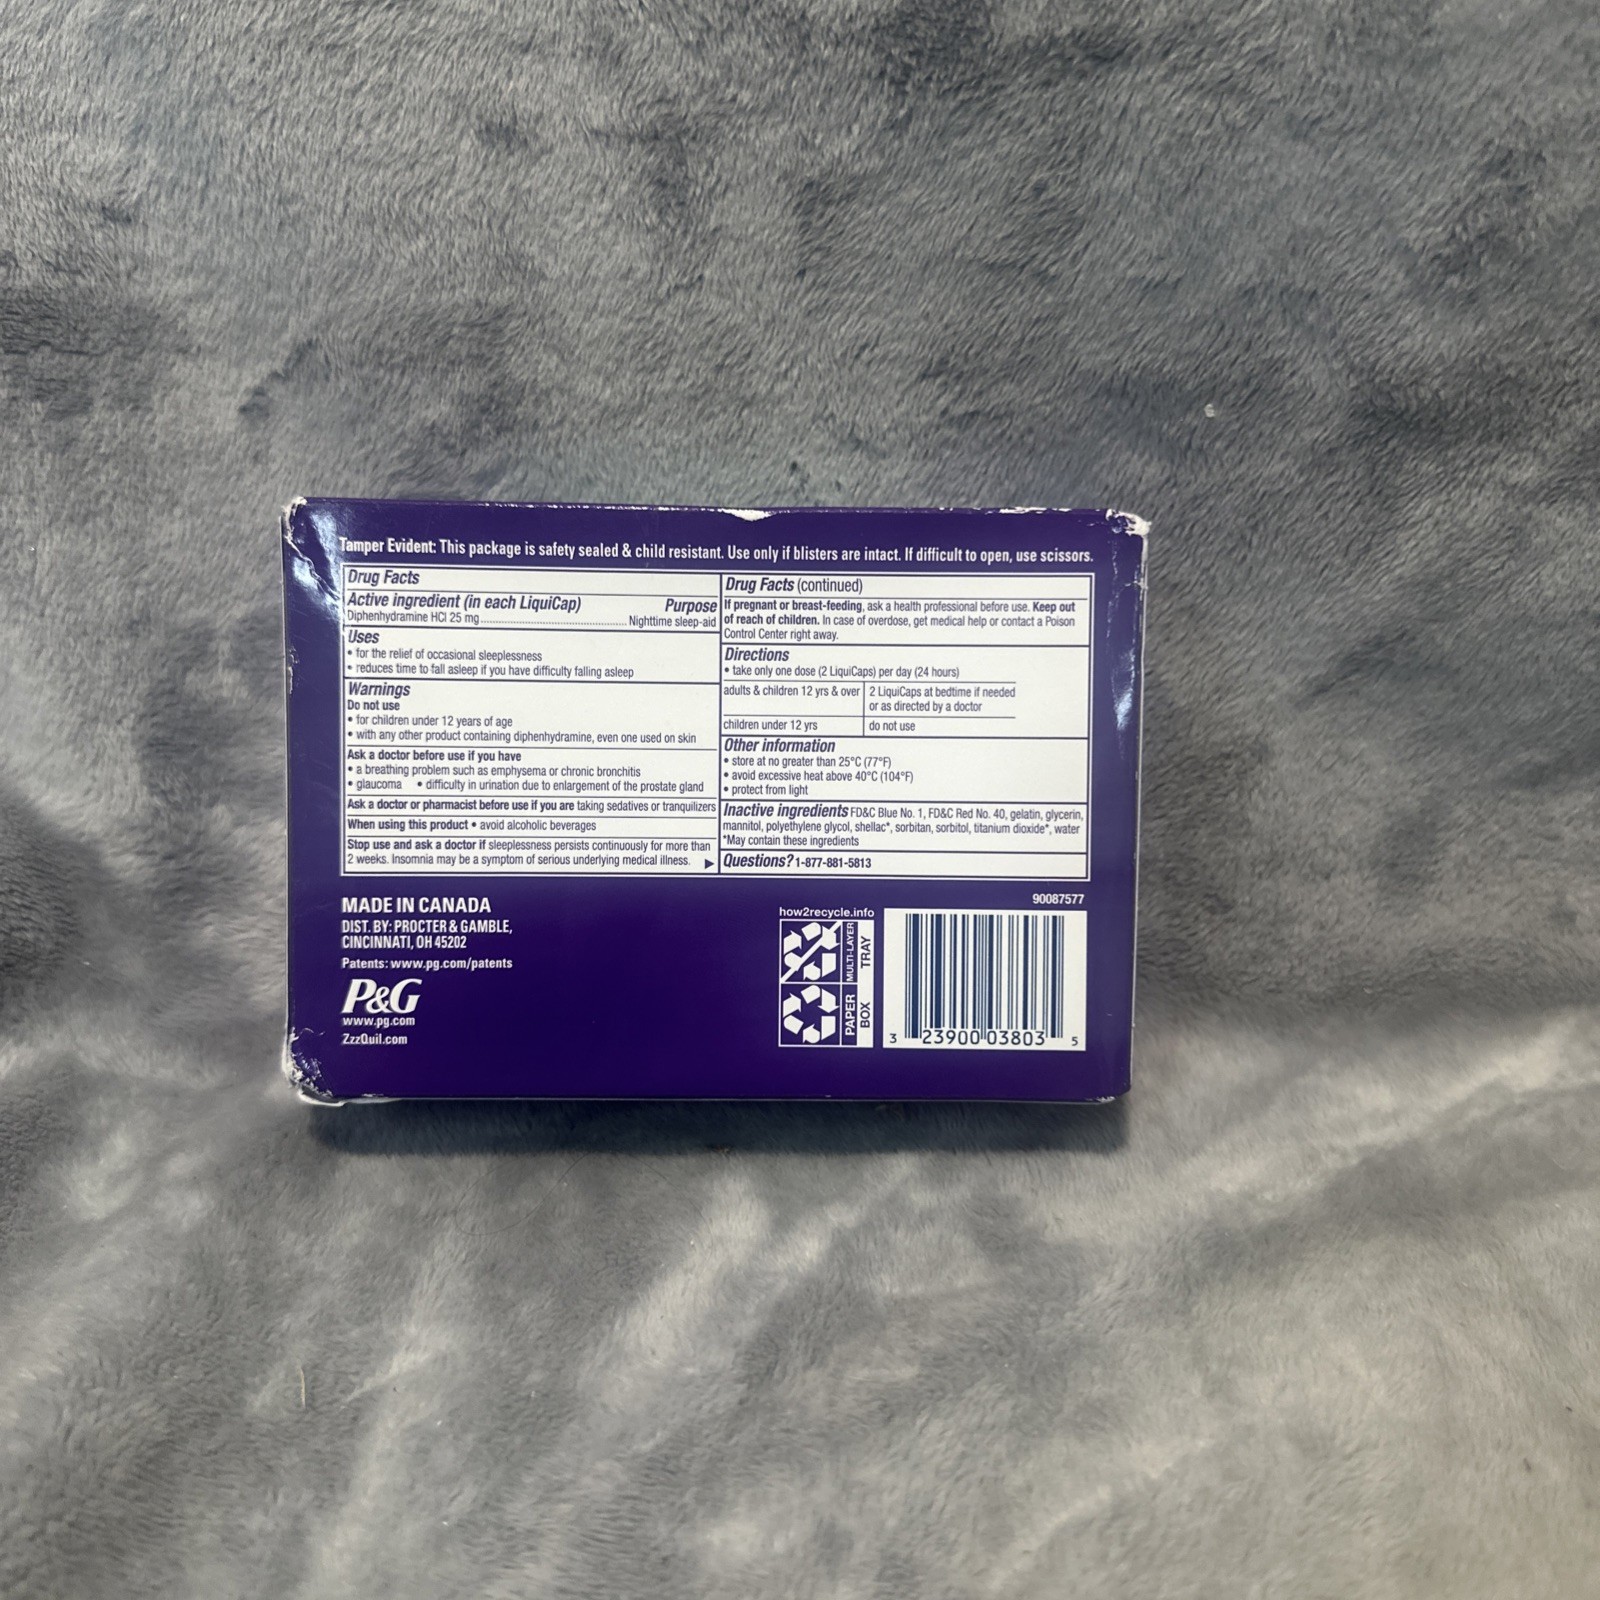 Tamper Evident: This package is safety sealed & child resistant. Use only if blisters are intact. If difficult to open, use scissors.
Drug Facts
Active ingredient (in each LiquiCap) Purpose
Diphenhydramine HCl 25 mg........................................ Nighttime sleep-aid
Uses
• for the relief of occasional sleeplessness
• reduces time to fall asleep if you have difficulty falling asleep
Warnings
Do not use
• for children under 12 years of age
• with any other product containing diphenhydramine, even one used on skin
Ask a doctor before use if you have
• a breathing problem such as emphysema or chronic bronchitis
• glaucoma • difficulty in urination due to enlargement of the prostate gland
Ask a doctor or pharmacist before use if you are taking sedatives or tranquilizers
When using this product • avoid alcoholic beverages
Stop use and ask a doctor if sleeplessness persists continuously for more than
2 weeks. Insomnia may be a symptom of serious underlying medical illness. ▶
Drug Facts (continued)
If pregnant or breast-feeding, ask a health professional before use. Keep out
of reach of children. In case of overdose, get medical help or contact a Poison
Control Center right away.
Directions
• take only one dose (2 LiquiCaps) per day (24 hours)
adults & children 12 yrs & over 2 LiquiCaps at bedtime if needed
or as directed by a doctor
children under 12 yrs do not use
Other information
• store at no greater than 25°C (77°F)
• avoid excessive heat above 40°C (104°F)
• protect from light
Inactive ingredients FD&C Blue No. 1, FD&C Red No. 40, gelatin, glycerin,
mannitol, polyethylene glycol, shellac*, sorbitan, sorbitol, titanium dioxide*, water
*May contain these ingredients
Questions? 1-877-881-5813
MADE IN CANADA
DIST. BY: PROCTER & GAMBLE,
CINCINNATI, OH 45202
Patents: www.pg.com/patents
P&G
www.pg.com
ZzzQuil.com
how2recycle.info
MULTI-LAYER
TRAY
PAPER
BOX
90087577
3 23900 03803 5